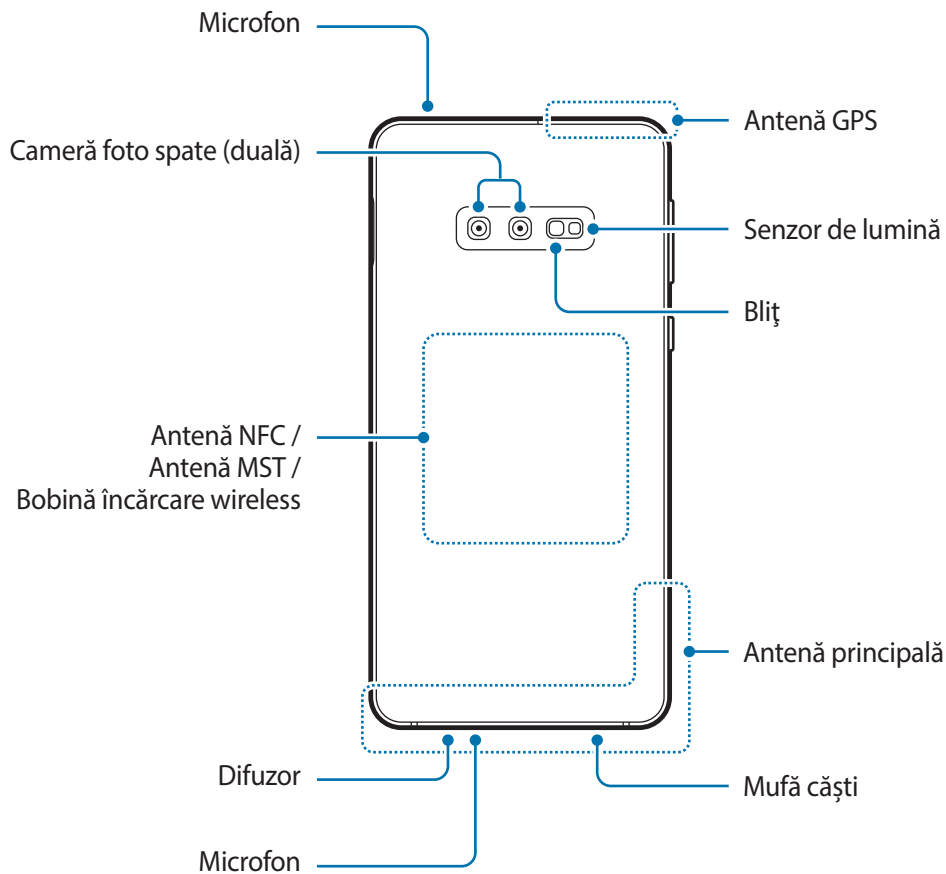 Microfon
Antenă GPS
Cameră foto spate (duală)
Senzor de lumină
Bliţ
Antenă NFC /
Antenă MST /
Bobină încărcare wireless
Antenă principală
Difuzor
Mufă căști
Microfon